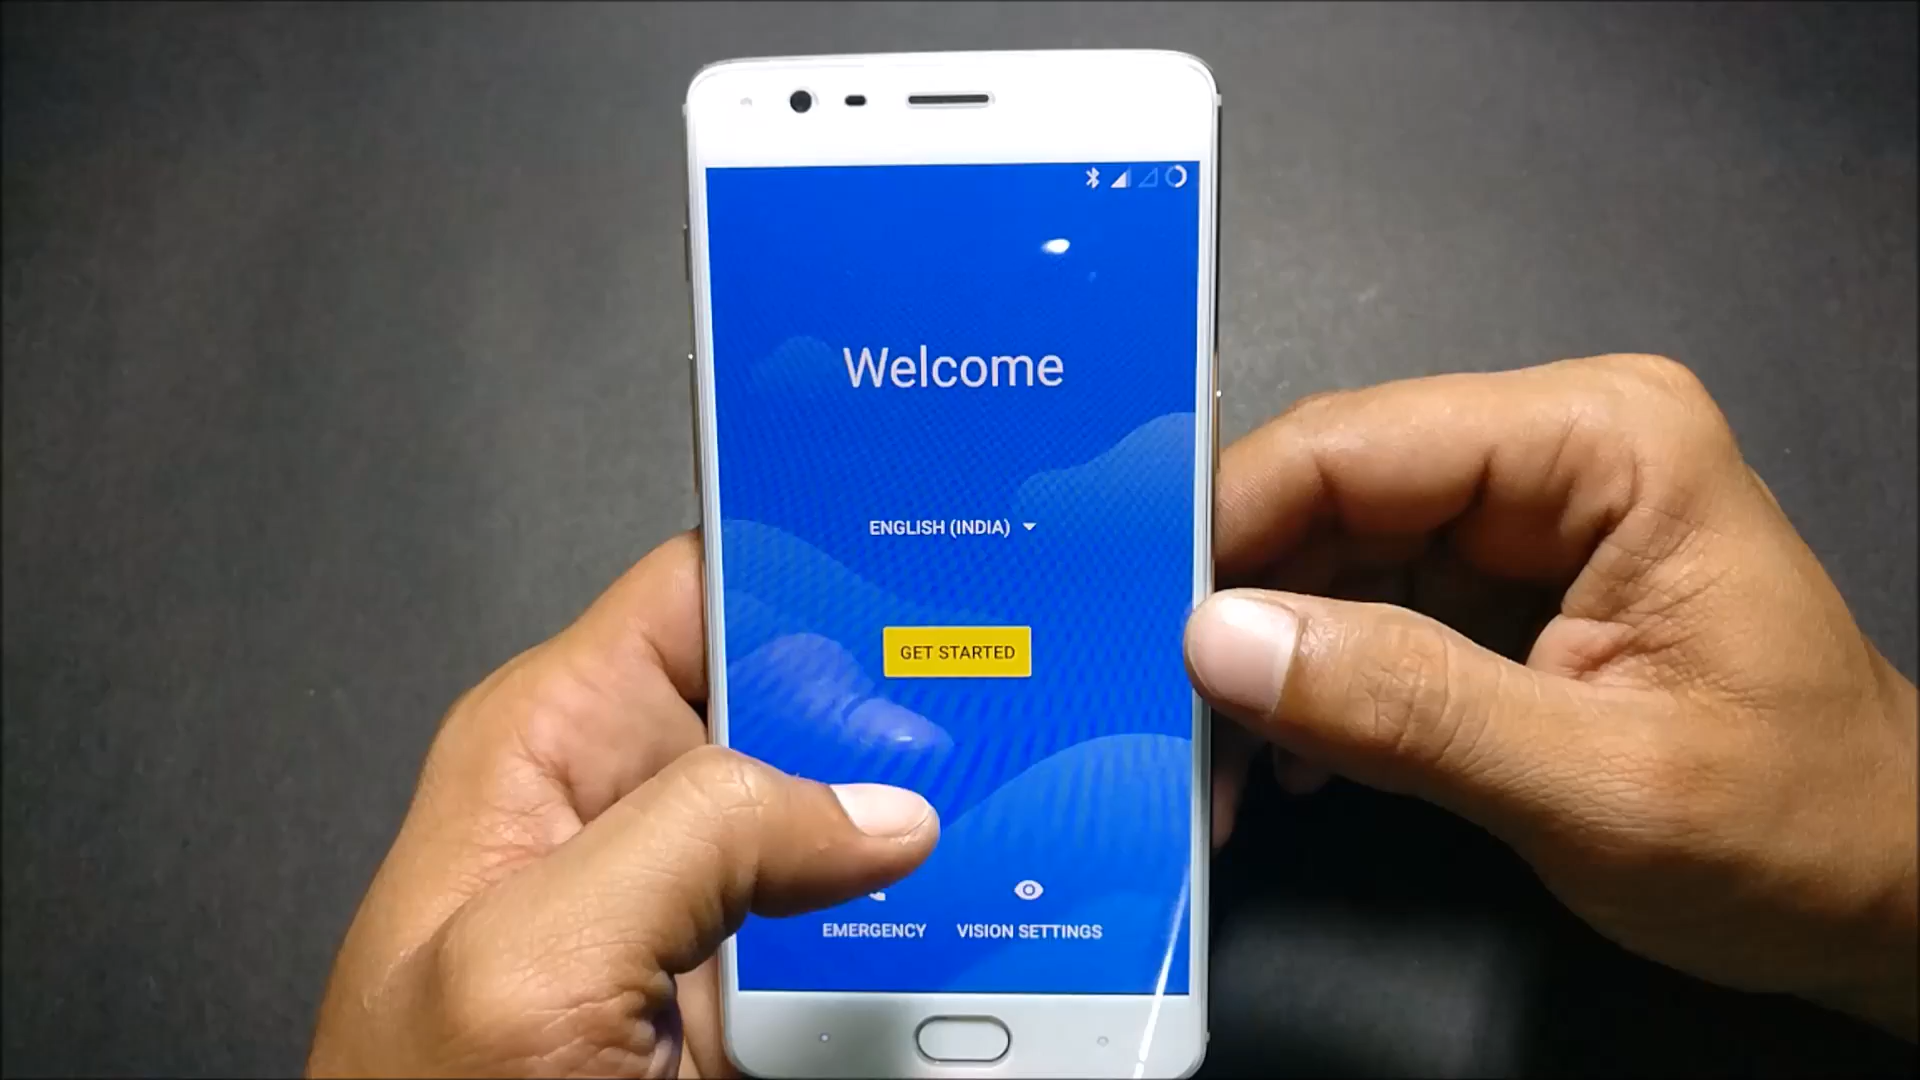 Welcome
ENGLISH (INDIA)
GET STARTED
EMERGENCY
VISION SETTINGS